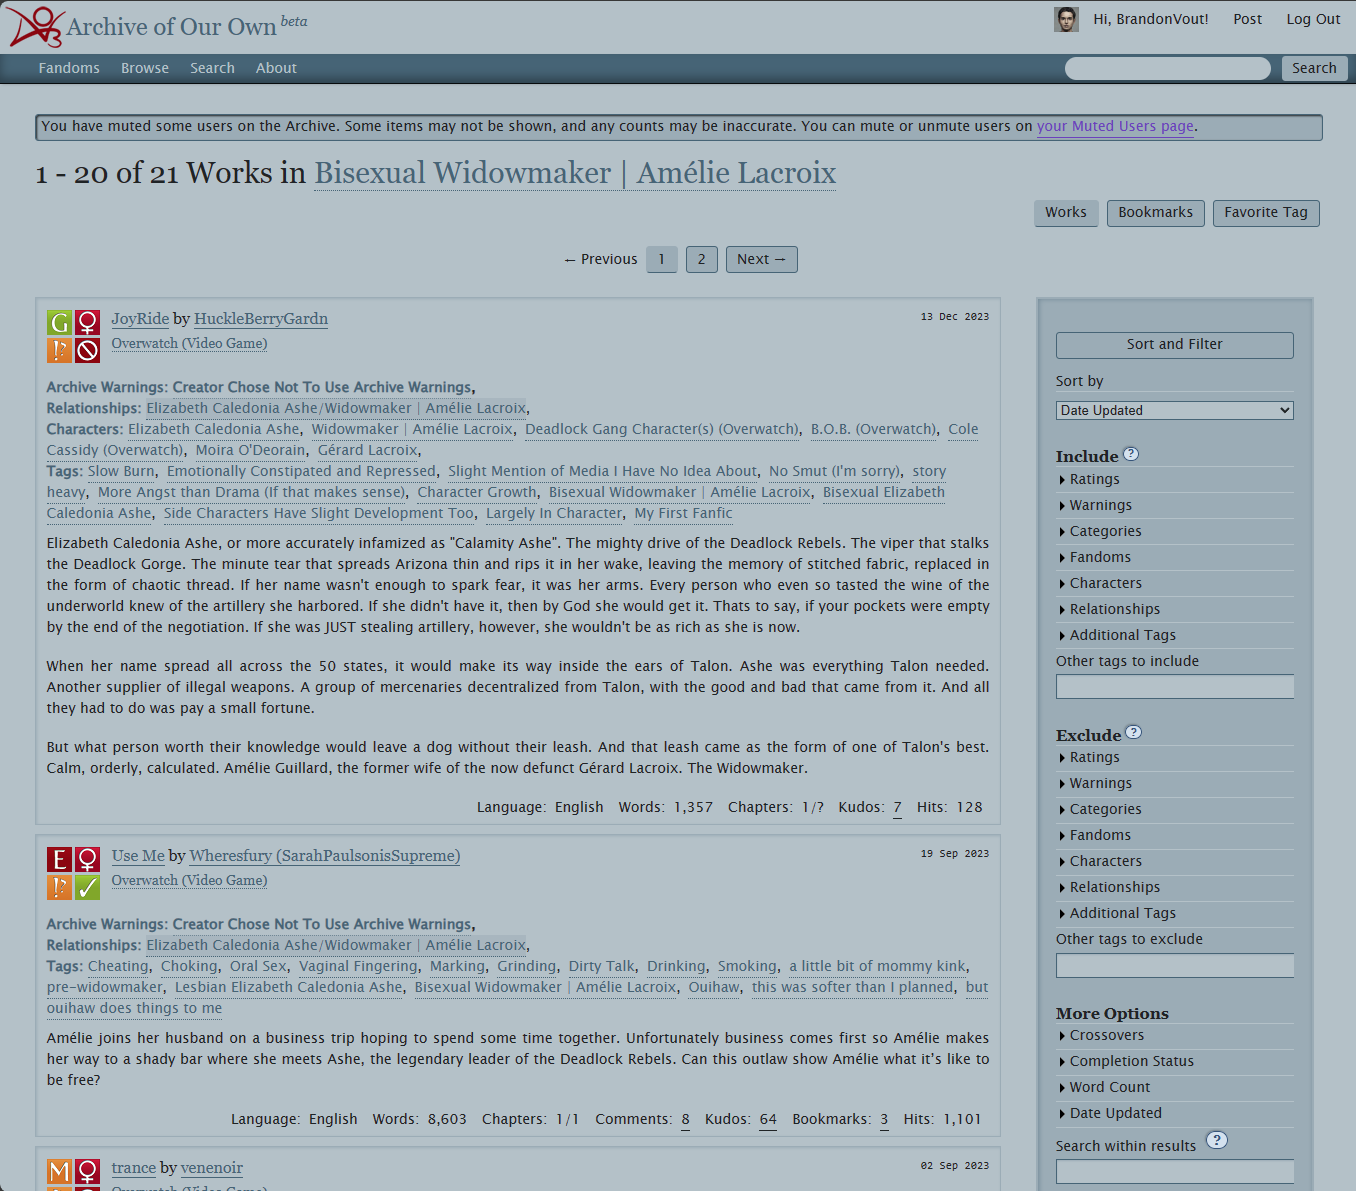 Archive of Our Own beta
Hi, BrandonVout! Post Log Out
Fandoms Browse Search About
Search
You have muted some users on the Archive. Some items may not be shown, and any counts may be inaccurate. You can mute or unmute users on your Muted Users page.
1 - 20 of 21 Works in Bisexual Widowmaker | Amélie Lacroix
Works Bookmarks Favorite Tag
← Previous 1 2 Next →
G
!?
JoyRide by HuckleBerryGardn
13 Dec 2023
Overwatch (Video Game)
Archive Warnings: Creator Chose Not To Use Archive Warnings,
Relationships: Elizabeth Caledonia Ashe/Widowmaker | Amélie Lacroix,
Characters: Elizabeth Caledonia Ashe, Widowmaker | Amélie Lacroix, Deadlock Gang Character(s) (Overwatch), B.O.B. (Overwatch), Cole
Cassidy (Overwatch), Moira O'Deorain, Gérard Lacroix,
Tags: Slow Burn, Emotionally Constipated and Repressed, Slight Mention of Media I Have No Idea About, No Smut (I'm sorry), story
heavy, More Angst than Drama (If that makes sense), Character Growth, Bisexual Widowmaker | Amélie Lacroix, Bisexual Elizabeth
Caledonia Ashe, Side Characters Have Slight Development Too, Largely In Character, My First Fanfic
Elizabeth Caledonia Ashe, or more accurately infamized as "Calamity Ashe". The mighty drive of the Deadlock Rebels. The viper that stalks
the Deadlock Gorge. The minute tear that spreads Arizona thin and rips it in her wake, leaving the memory of stitched fabric, replaced in
the form of chaotic thread. If her name wasn't enough to spark fear, it was her arms. Every person who even so tasted the wine of the
underworld knew of the artillery she harbored. If she didn't have it, then by God she would get it. Thats to say, if your pockets were empty
by the end of the negotiation. If she was JUST stealing artillery, however, she wouldn't be as rich as she is now.
When her name spread all across the 50 states, it would make its way inside the ears of Talon. Ashe was everything Talon needed.
Another supplier of illegal weapons. A group of mercenaries decentralized from Talon, with the good and bad that came from it. And all
they had to do was pay a small fortune.
But what person worth their knowledge would leave a dog without their leash. And that leash came as the form of one of Talon's best.
Calm, orderly, calculated. Amélie Guillard, the former wife of the now defunct Gérard Lacroix. The Widowmaker.
Language: English Words: 1,357 Chapters: 1/? Kudos: 7 Hits: 128
E
!?
Use Me by Wheresfury (SarahPaulsonisSupreme)
19 Sep 2023
Overwatch (Video Game)
Archive Warnings: Creator Chose Not To Use Archive Warnings,
Relationships: Elizabeth Caledonia Ashe/Widowmaker | Amélie Lacroix,
Tags: Cheating, Choking, Oral Sex, Vaginal Fingering, Marking, Grinding, Dirty Talk, Drinking, Smoking, a little bit of mommy kink,
pre-widowmaker, Lesbian Elizabeth Caledonia Ashe, Bisexual Widowmaker | Amélie Lacroix, Ouihaw, this was softer than I planned, but
ouihaw does things to me
Amélie joins her husband on a business trip hoping to spend some time together. Unfortunately business comes first so Amélie makes
her way to a shady bar where she meets Ashe, the legendary leader of the Deadlock Rebels. Can this outlaw show Amélie what it's like to
be free?
Language: English Words: 8,603 Chapters: 1/1 Comments: 8 Kudos: 64 Bookmarks: 3 Hits: 1,101
M
trance by venenoir
02 Sep 2023
Overwatch (Video Game)
Sort and Filter
Sort by
Date Updated
Include ?
Ratings
Warnings
Categories
Fandoms
Characters
Relationships
Additional Tags
Other tags to include
Exclude ?
Ratings
Warnings
Categories
Fandoms
Characters
Relationships
Additional Tags
Other tags to exclude
More Options
Crossovers
Completion Status
Word Count
Date Updated
Search within results ?